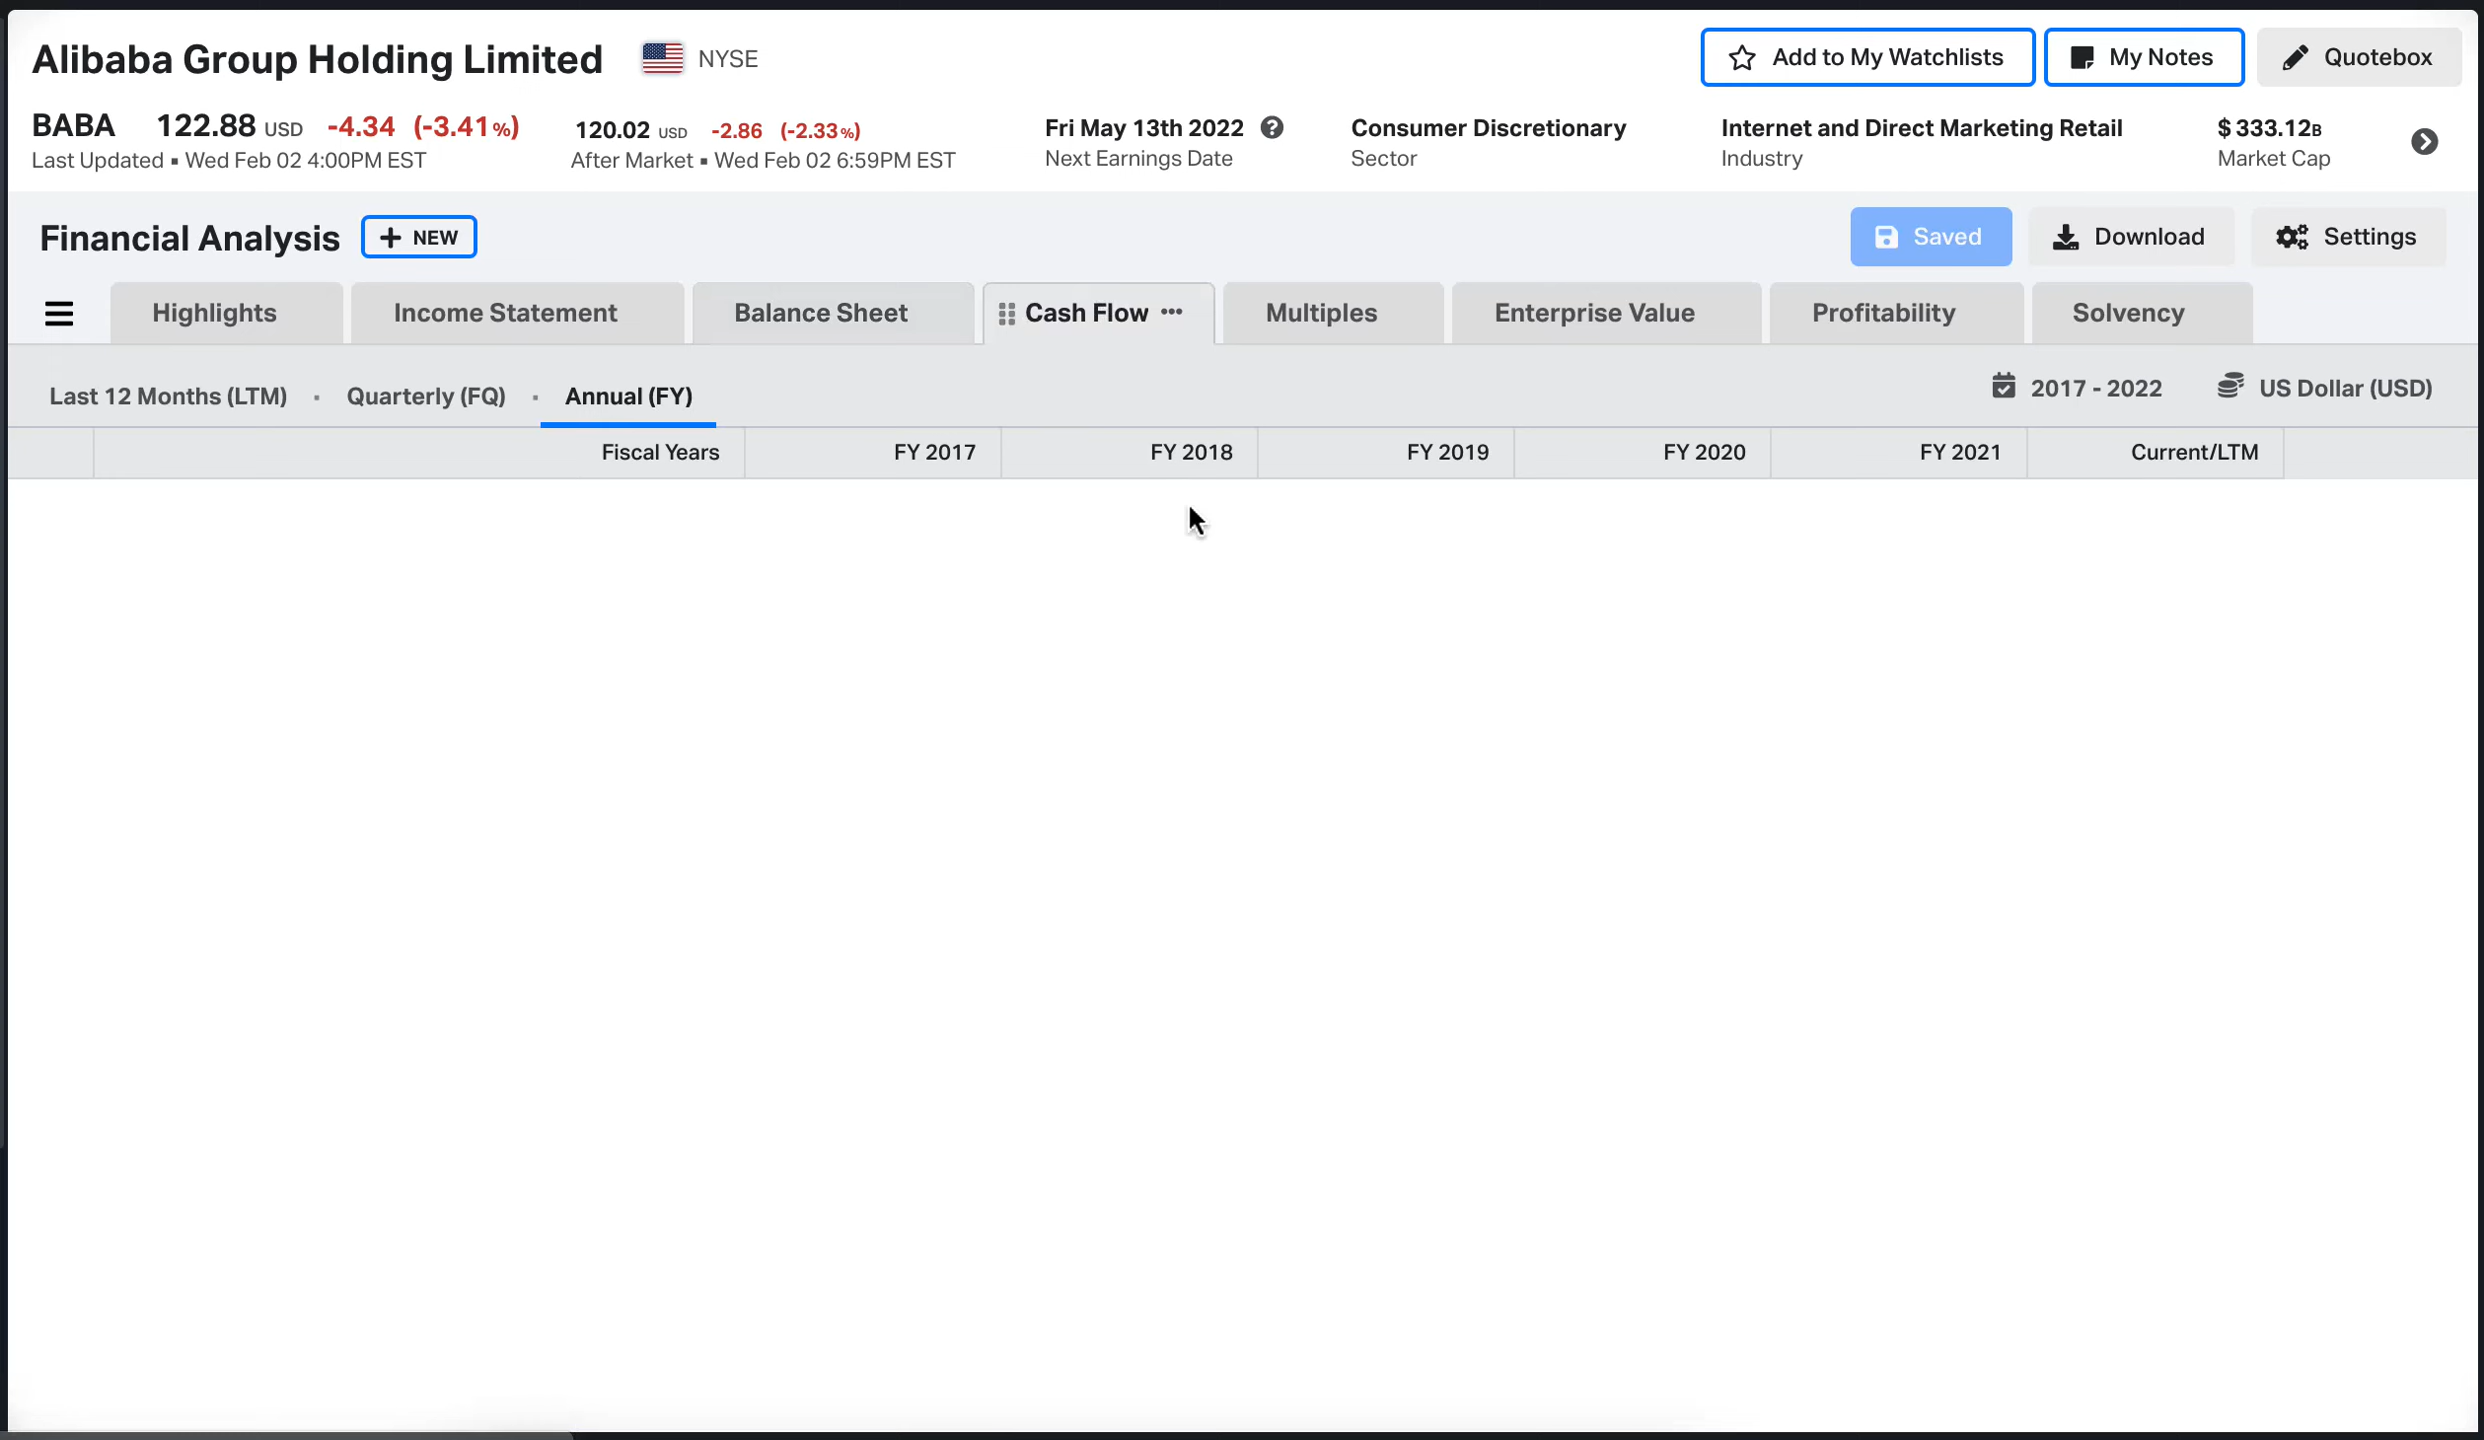 Alibaba Group Holding Limited NYSE
Add to My Watchlists My Notes Quotebox
BABA 122.88 USD -4.34 (-3.41%) 120.02 USD -2.86 (-2.33%) Fri May 13th 2022 Consumer Discretionary Internet and Direct Marketing Retail $333.12B
Last Updated ▪ Wed Feb 02 4:00PM EST After Market ▪ Wed Feb 02 6:59PM EST Next Earnings Date Sector Industry Market Cap
Financial Analysis + NEW Saved Download Settings
Highlights Income Statement Balance Sheet Cash Flow ••• Multiples Enterprise Value Profitability Solvency
Last 12 Months (LTM) ▪ Quarterly (FQ) ▪ Annual (FY) 2017 - 2022 US Dollar (USD)
Fiscal Years FY 2017 FY 2018 FY 2019 FY 2020 FY 2021 Current/LTM